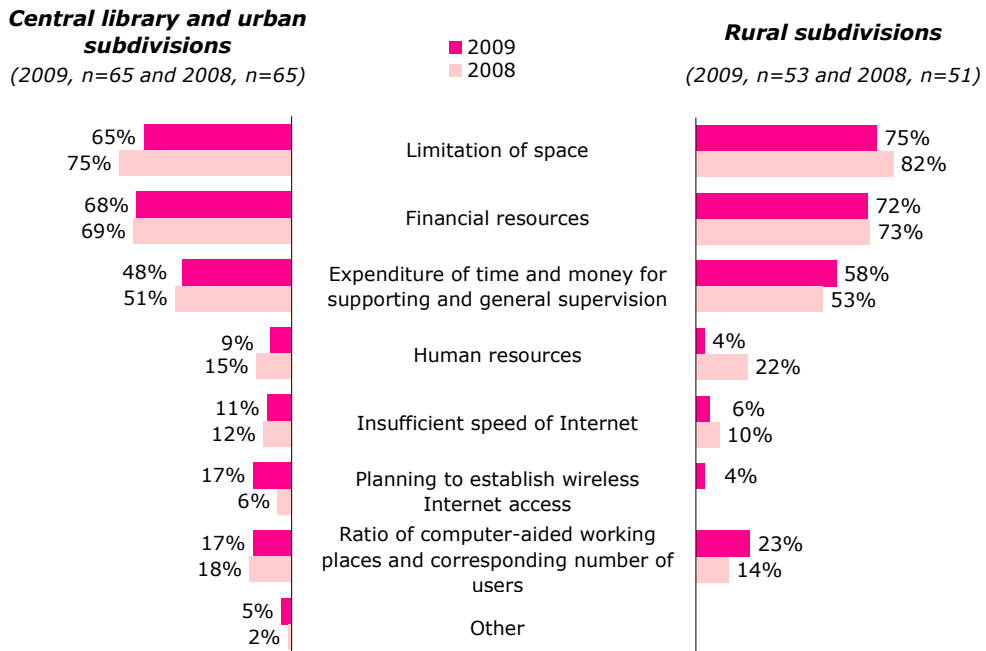 Central library and urban
subdivisions
(2009, n=65 and 2008, n=65)
2009
2008
Rural subdivisions
(2009, n=53 and 2008, n=51)
65%
75%
Limitation of space
75%
82%
68%
69%
Financial resources
72%
73%
48%
51%
Expenditure of time and money for
supporting and general supervision
58%
53%
9%
15%
Human resources
4%
22%
11%
12%
Insufficient speed of Internet
6%
10%
17%
6%
Planning to establish wireless
Internet access
4%
17%
18%
Ratio of computer-aided working
places and corresponding number of
users
23%
14%
5%
2%
Other